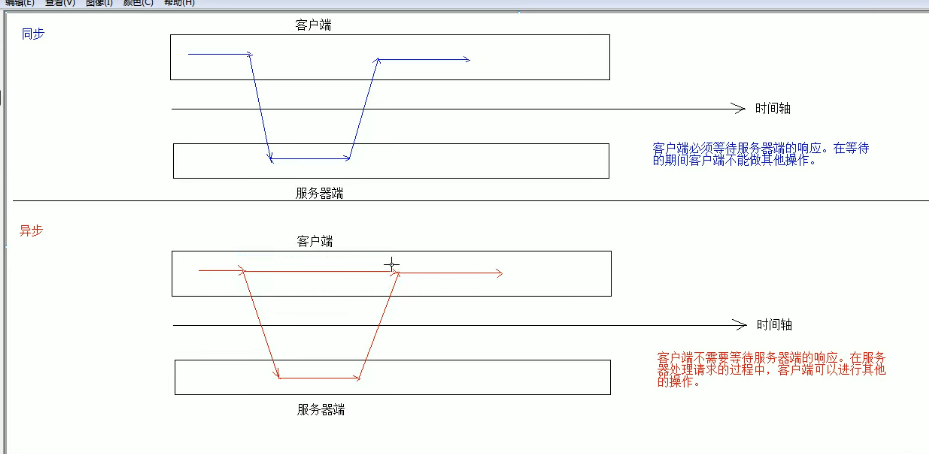 编辑(E) 查看(V) 图像(I) 颜色(C) 帮助(H)
同步
客户端
时间轴
客户端必须等待服务器端的响应。在等待
的期间客户端不能做其他操作。
服务器端
异步
客户端
时间轴
客户端不需要等待服务器端的响应。在服务
器处理请求的过程中，客户端可以进行其他
的操作。
服务器端